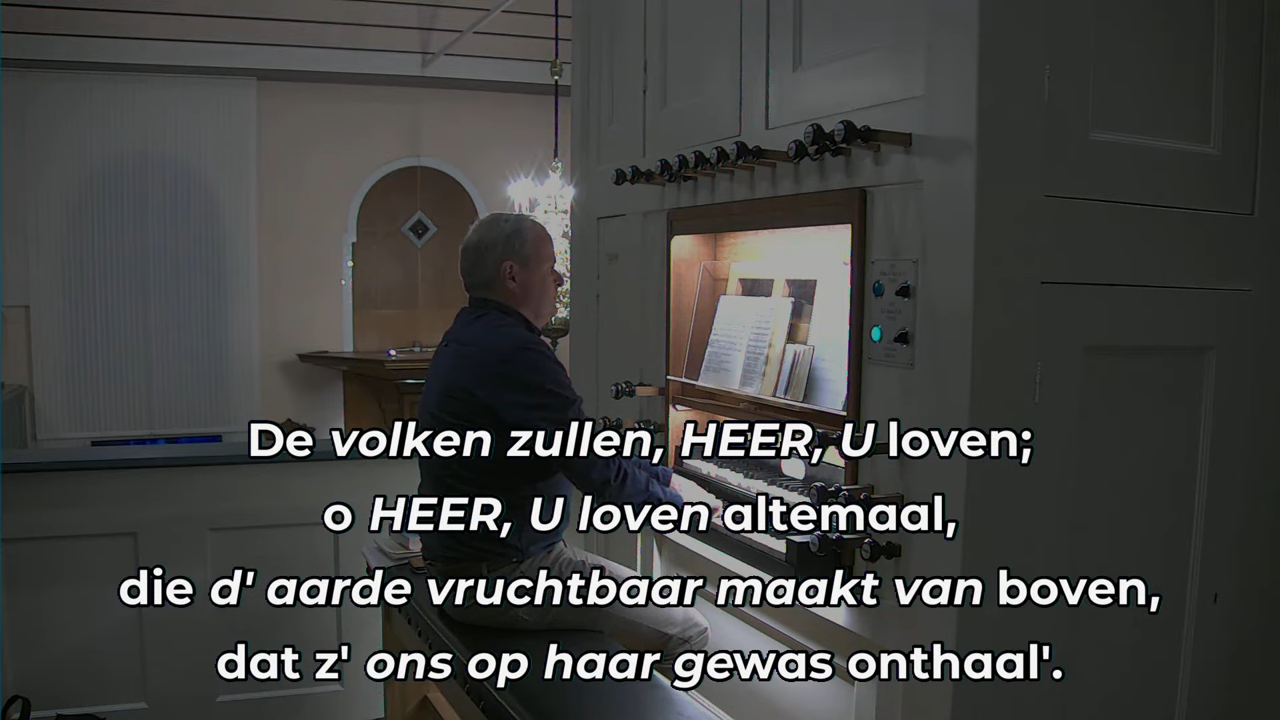 De volken zullen, HEER, U loven;
o HEER, U loven altemaal,
die d' aarde vruchtbaar maakt van boven,
dat z' ons op haar gewas onthaal'.